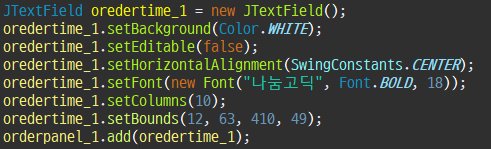 JTextField oredertime_1 = new JTextField();
oredertime_1.setBackground(Color.WHITE);
oredertime_1.setEditable(false);
oredertime_1.setHorizontalAlignment(SwingConstants.CENTER);
oredertime_1.setFont(new Font("나눔고딕", Font.BOLD, 18));
oredertime_1.setColumns(10);
oredertime_1.setBounds(12, 63, 410, 49);
orderpanel_1.add(oredertime_1);